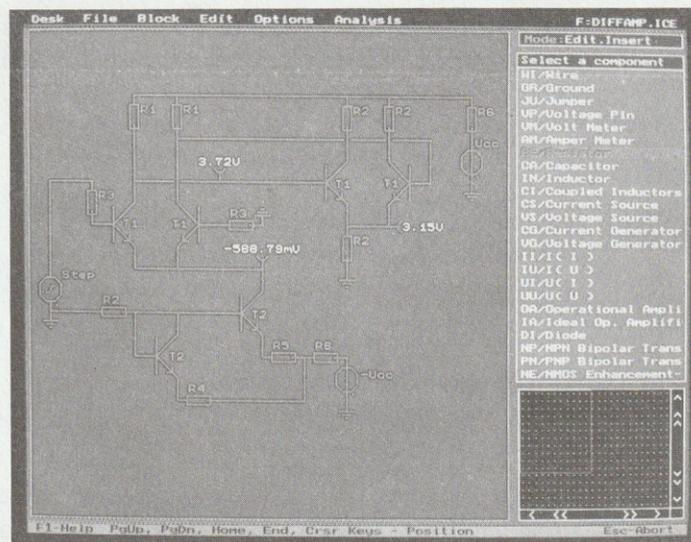 Desk File Block Edit Options Analysis F:DIFFAMP.ICE
Mode:Edit.Insert
Select a component
WI/Wire
GR/Ground
JU/Jumper
VP/Voltage Pin
VM/Volt Meter
AM/Amper Meter
CA/Capacitor
IN/Inductor
CI/Coupled Inductors
CS/Current Source
VS/Voltage Source
CG/Current Generator
VG/Voltage Generator
II/I( I )
IU/I( U )
UI/U( I )
UU/U( U )
OA/Operational Ampli
IA/Ideal Op. Amplifi
DI/Diode
NP/NPN Bipolar Trans
PN/PNP Bipolar Trans
NE/NMOS Enhancement-
R1 R1 R2 R2 R6
Ucc
3.72V
R3 T1 T1 R3 T1 T1
3.15V
R2
-588.79mV
Step
R2 T2
T2 R5 R6
-Ucc
R4
F1-Help PgUp, PgDn, Home, End, Crsr Keys - Position Esc-Abort